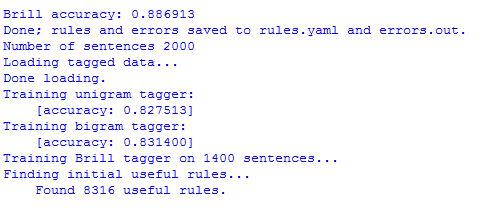 Brill accuracy: 0.886913
Done; rules and errors saved to rules.yaml and errors.out.
Number of sentences 2000
Loading tagged data...
Done loading.
Training unigram tagger:
    [accuracy: 0.827513]
Training bigram tagger:
    [accuracy: 0.831400]
Training Brill tagger on 1400 sentences...
Finding initial useful rules...
    Found 8316 useful rules.